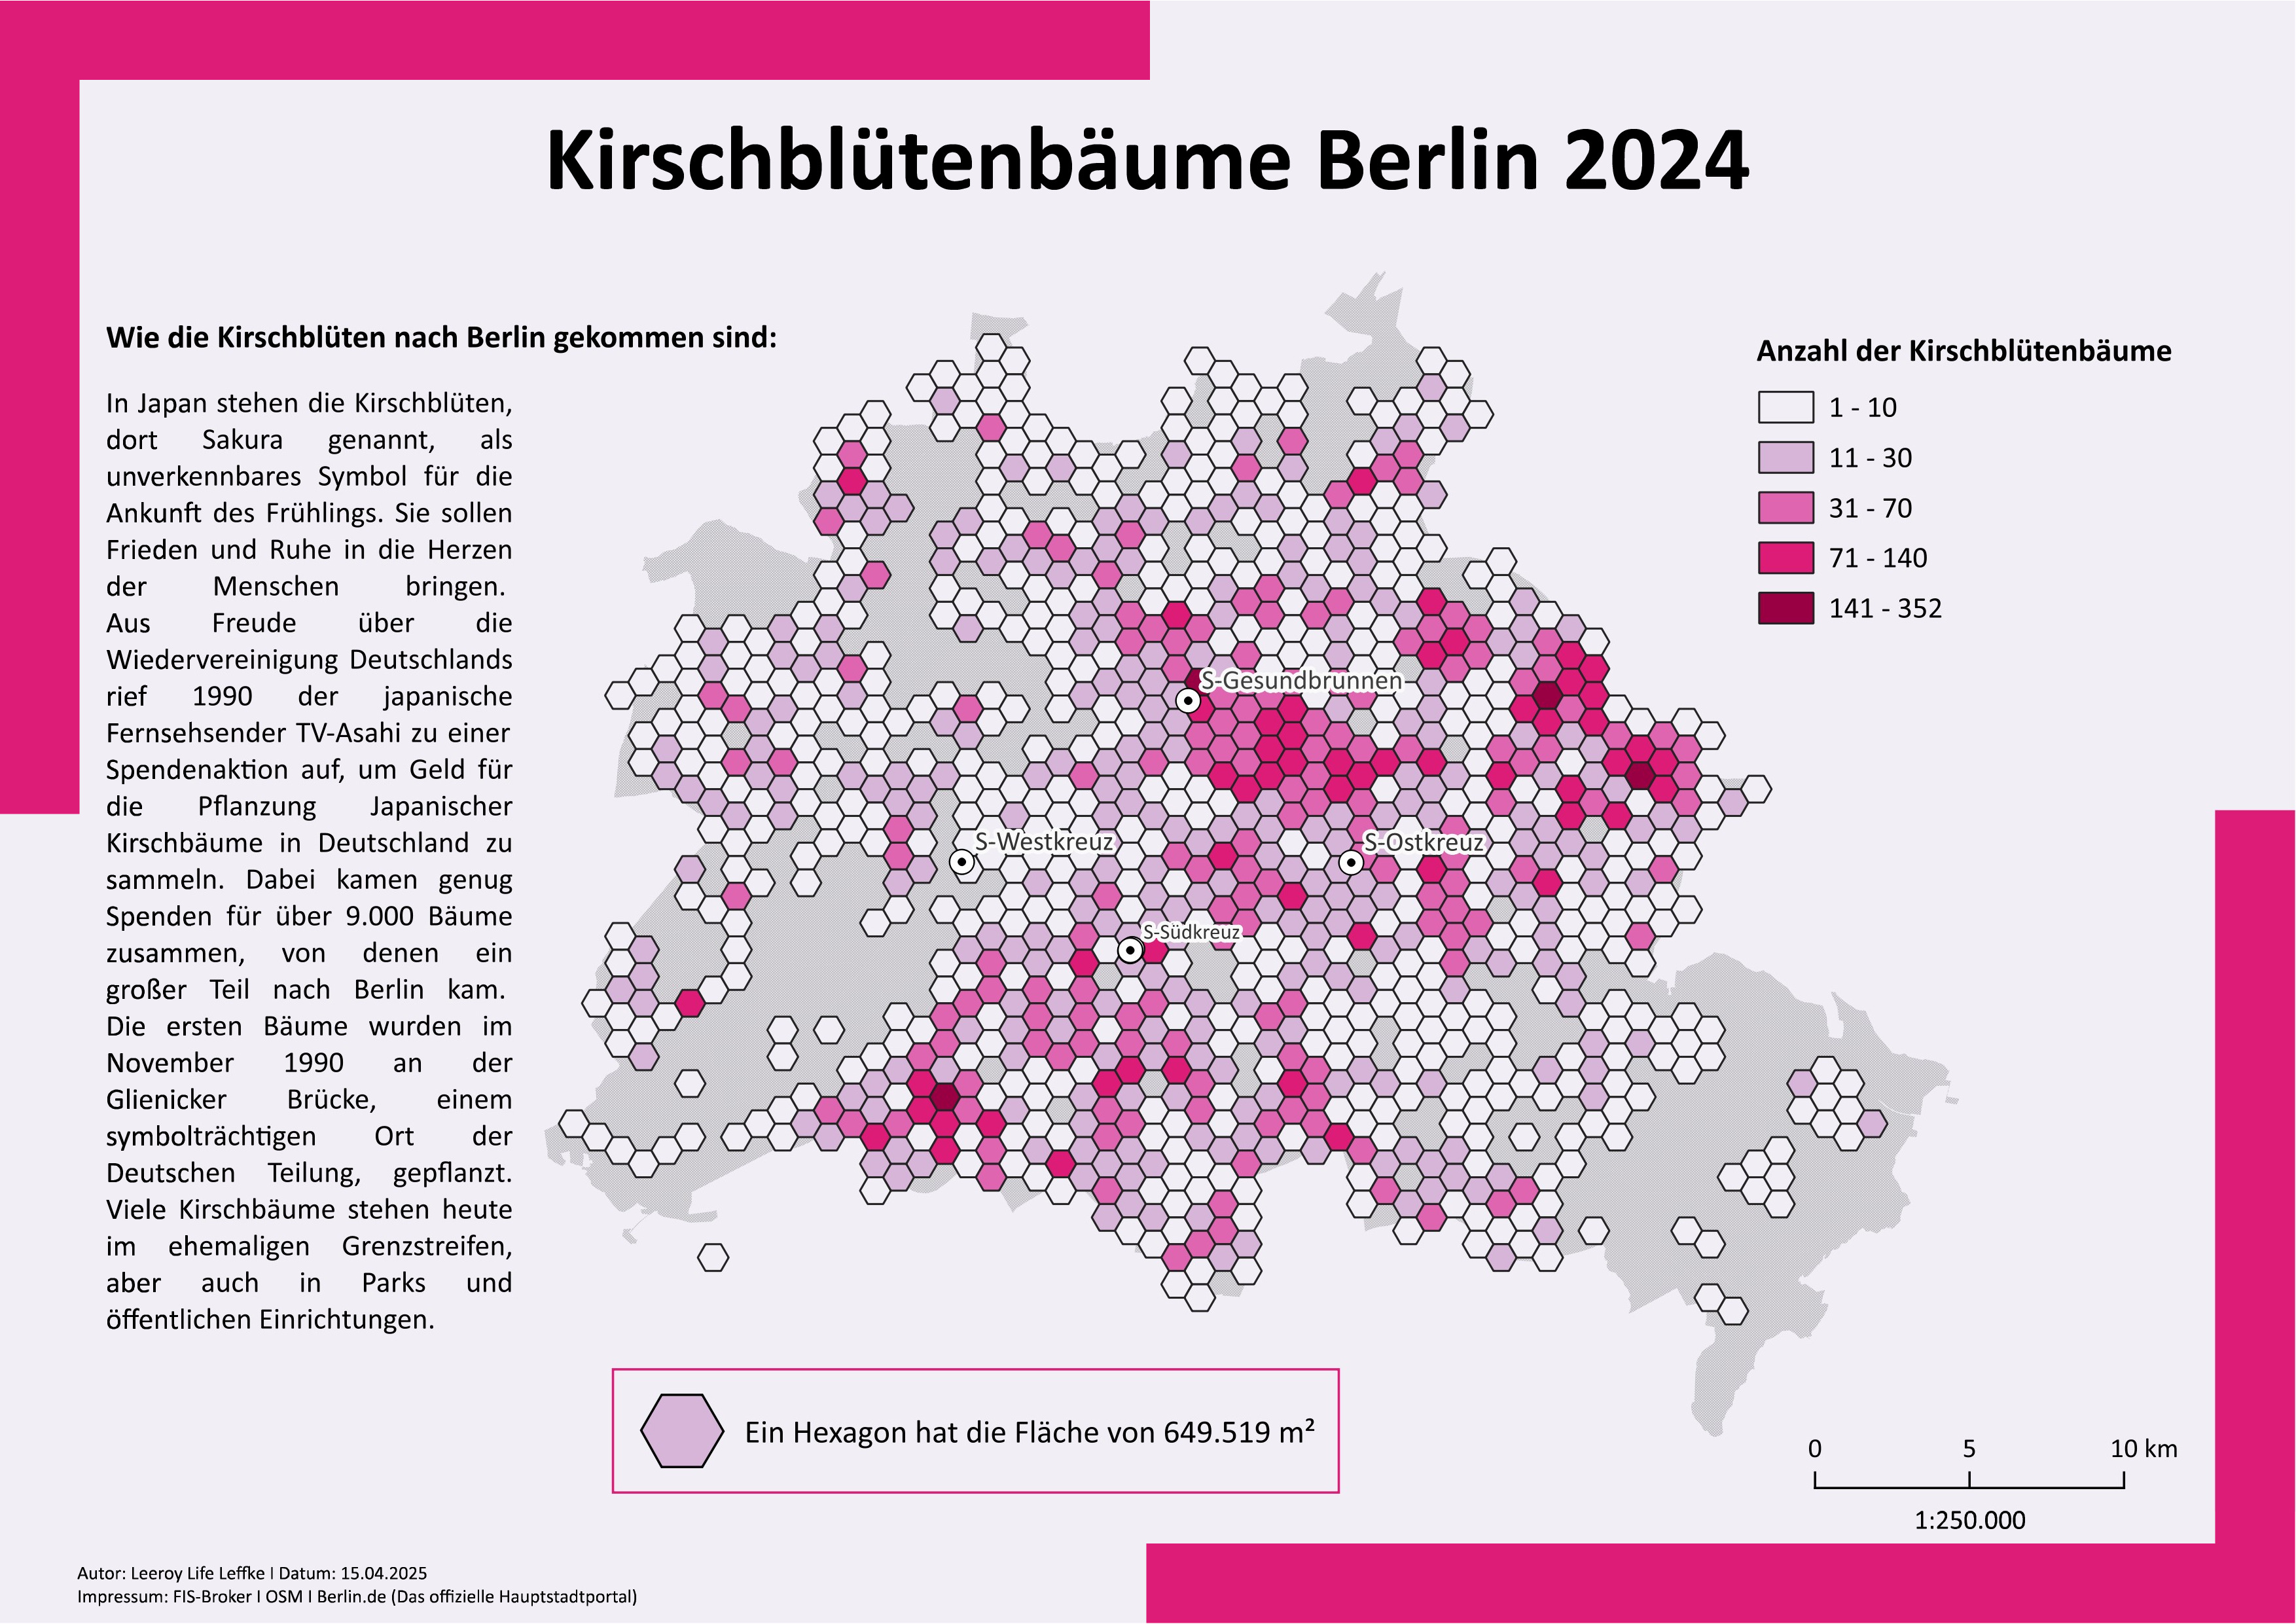 Kirschblütenbäume Berlin 2024
Wie die Kirschblüten nach Berlin gekommen sind:
In Japan stehen die Kirschblüten,
dort Sakura genannt, als
unverkennbares Symbol für die
Ankunft des Frühlings. Sie sollen
Frieden und Ruhe in die Herzen
der Menschen bringen.
Aus Freude über die
Wiedervereinigung Deutschlands
rief 1990 der japanische
Fernsehsender TV-Asahi zu einer
Spendenaktion auf, um Geld für
die Pflanzung Japanischer
Kirschbäume in Deutschland zu
sammeln. Dabei kamen genug
Spenden für über 9.000 Bäume
zusammen, von denen ein
großer Teil nach Berlin kam.
Die ersten Bäume wurden im
November 1990 an der
Glienicker Brücke, einem
symbolträchtigen Ort der
Deutschen Teilung, gepflanzt.
Viele Kirschbäume stehen heute
im ehemaligen Grenzstreifen,
aber auch in Parks und
öffentlichen Einrichtungen.
S-Gesundbrunnen
S-Westkreuz
S-Ostkreuz
S-Südkreuz
Anzahl der Kirschblütenbäume
1 - 10
11 - 30
31 - 70
71 - 140
141 - 352
Ein Hexagon hat die Fläche von 649.519 m²
0 5 10 km
1:250.000
Autor: Leeroy Life Leffke I Datum: 15.04.2025
Impressum: FIS-Broker I OSM I Berlin.de (Das offizielle Hauptstadtportal)